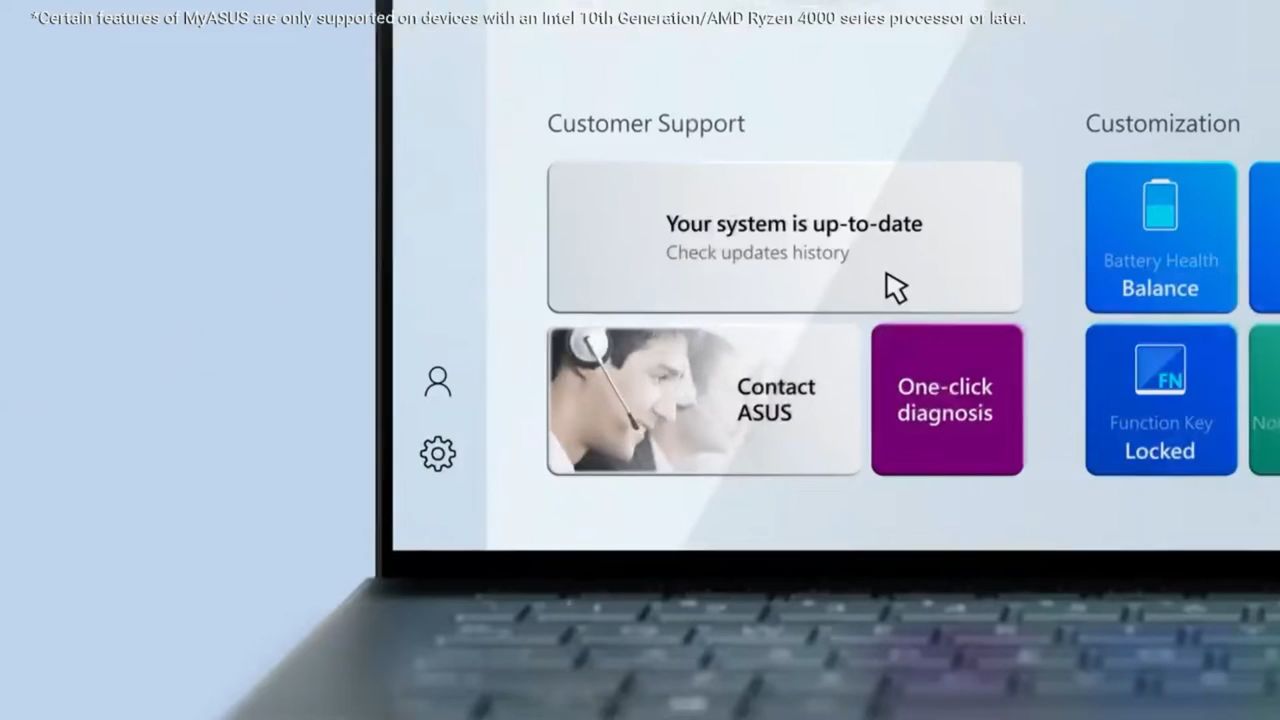 *Certain features of MyASUS are only supported on devices with an Intel 10th Generation/AMD Ryzen 4000 series processor or later.
Customer Support
Customization
Your system is up-to-date
Check updates history
Battery Health
Balance
Contact
ASUS
One-click
diagnosis
FN
Function Key
Locked